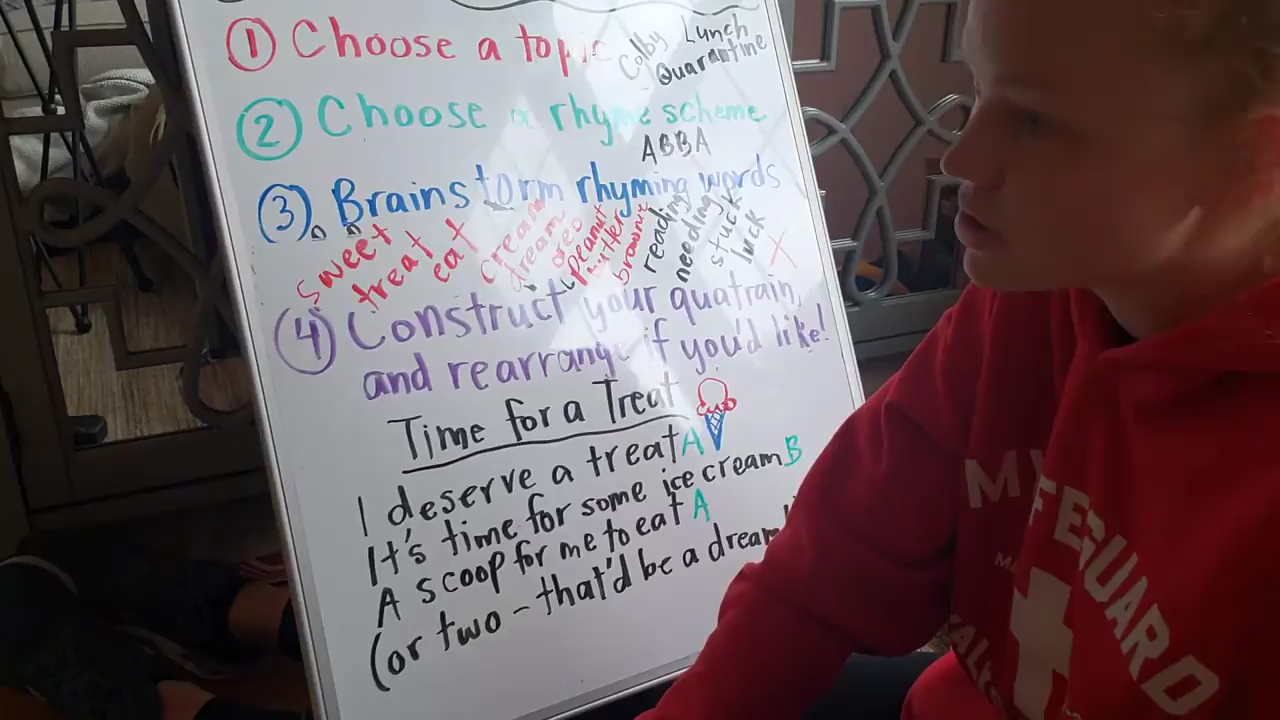 ① Choose a topic
Colby Lunch
Quarantine
② Choose a rhyme scheme
ABBA
③ Brainstorm rhyming words
sweet treat eat cream dream oreo peanut butter brownie reading needing stuck luck
④ Construct your quatrain,
and rearrange if you'd like!
Time for a Treat
I deserve a treat A
It's time for some ice cream B
A scoop for me to eat A
(or two - that'd be a dream